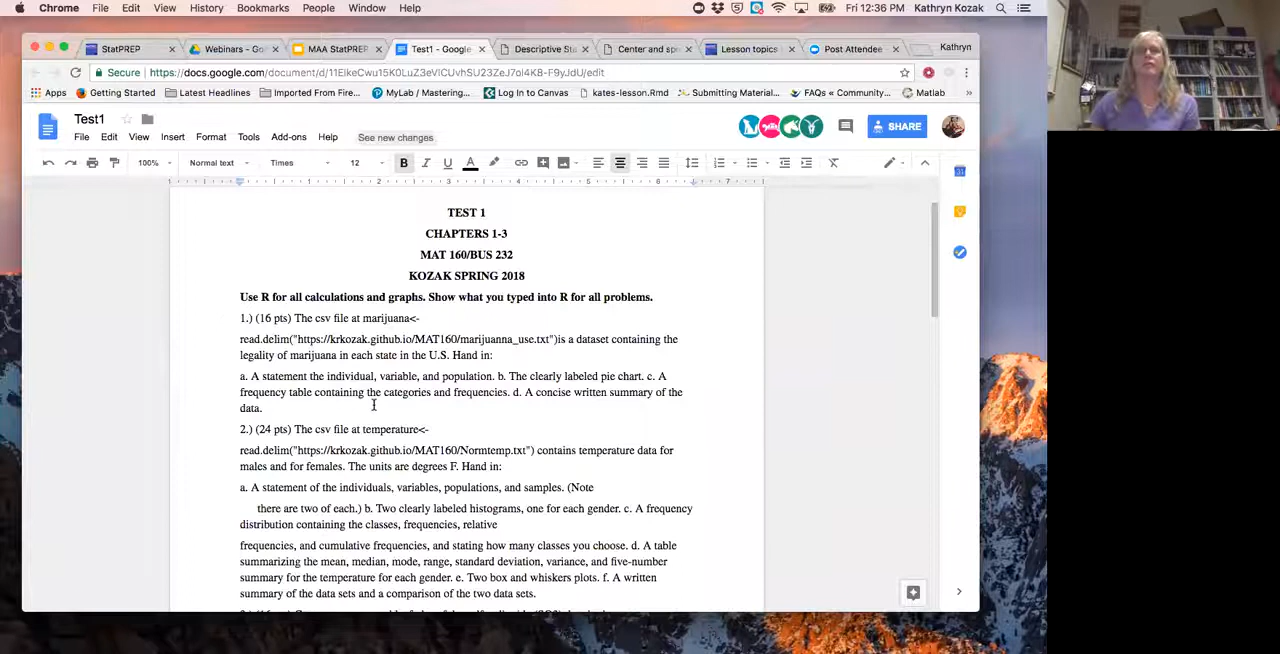 Chrome File Edit View History Bookmarks People Window Help Fri 12:36 PM Kathryn Kozak
StatPREP Webinars - Go MAA StatPREP Test1 - Google Descriptive Stu Center and spr Lesson topics Post Attendee Kathryn
Secure https://docs.google.com/document/d/11EikeCwu15K0LuZ3eVlCUvhSU23ZeJ7ol4K8-F9yJdU/edit
Apps Getting Started Latest Headlines Imported From Fire... MyLab / Mastering... Log In to Canvas kates-lesson.Rmd Submitting Material... FAQs « Community... Matlab »
Test1
File Edit View Insert Format Tools Add-ons Help See new changes SHARE
100% Normal text Times 12 B I U A
1 1 2 3 4 5 6 7
TEST 1
CHAPTERS 1-3
MAT 160/BUS 232
KOZAK SPRING 2018
Use R for all calculations and graphs. Show what you typed into R for all problems.
1.) (16 pts) The csv file at marijuana<-
read.delim("https://krkozak.github.io/MAT160/marijuanna_use.txt")is a dataset containing the
legality of marijuana in each state in the U.S. Hand in:
a. A statement the individual, variable, and population. b. The clearly labeled pie chart. c. A
frequency table containing the categories and frequencies. d. A concise written summary of the
data.
2.) (24 pts) The csv file at temperature<-
read.delim("https://krkozak.github.io/MAT160/Normtemp.txt") contains temperature data for
males and for females. The units are degrees F. Hand in:
a. A statement of the individuals, variables, populations, and samples. (Note
there are two of each.) b. Two clearly labeled histograms, one for each gender. c. A frequency
distribution containing the classes, frequencies, relative
frequencies, and cumulative frequencies, and stating how many classes you choose. d. A table
summarizing the mean, median, mode, range, standard deviation, variance, and five-number
summary for the temperature for each gender. e. Two box and whiskers plots. f. A written
summary of the data sets and a comparison of the two data sets.